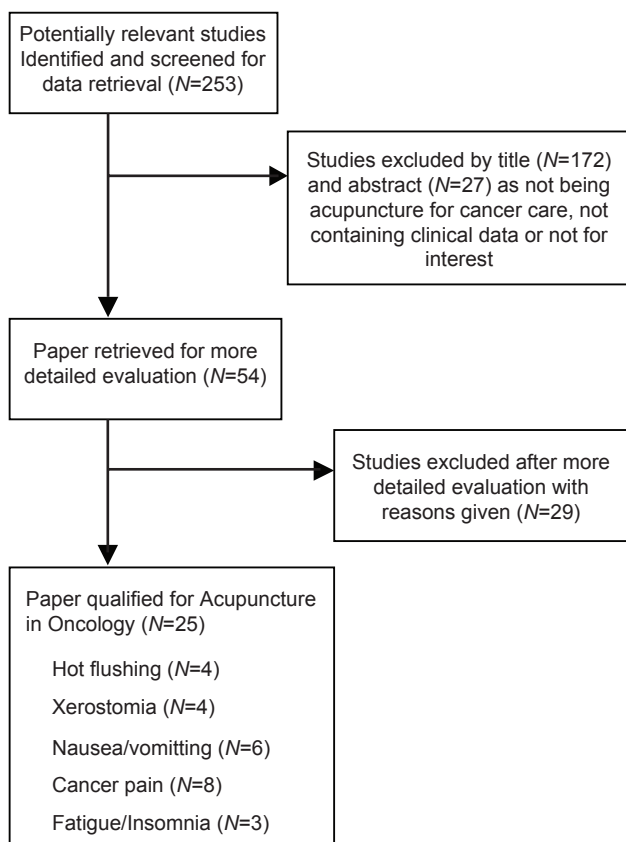 Potentially relevant studies
Identified and screened for
data retrieval (N=253)
Studies excluded by title (N=172)
and abstract (N=27) as not being
acupuncture for cancer care, not
containing clinical data or not for
interest
Paper retrieved for more
detailed evaluation (N=54)
Studies excluded after more
detailed evaluation with
reasons given (N=29)
Paper qualified for Acupuncture
in Oncology (N=25)
Hot flushing (N=4)
Xerostomia (N=4)
Nausea/vomitting (N=6)
Cancer pain (N=8)
Fatigue/Insomnia (N=3)